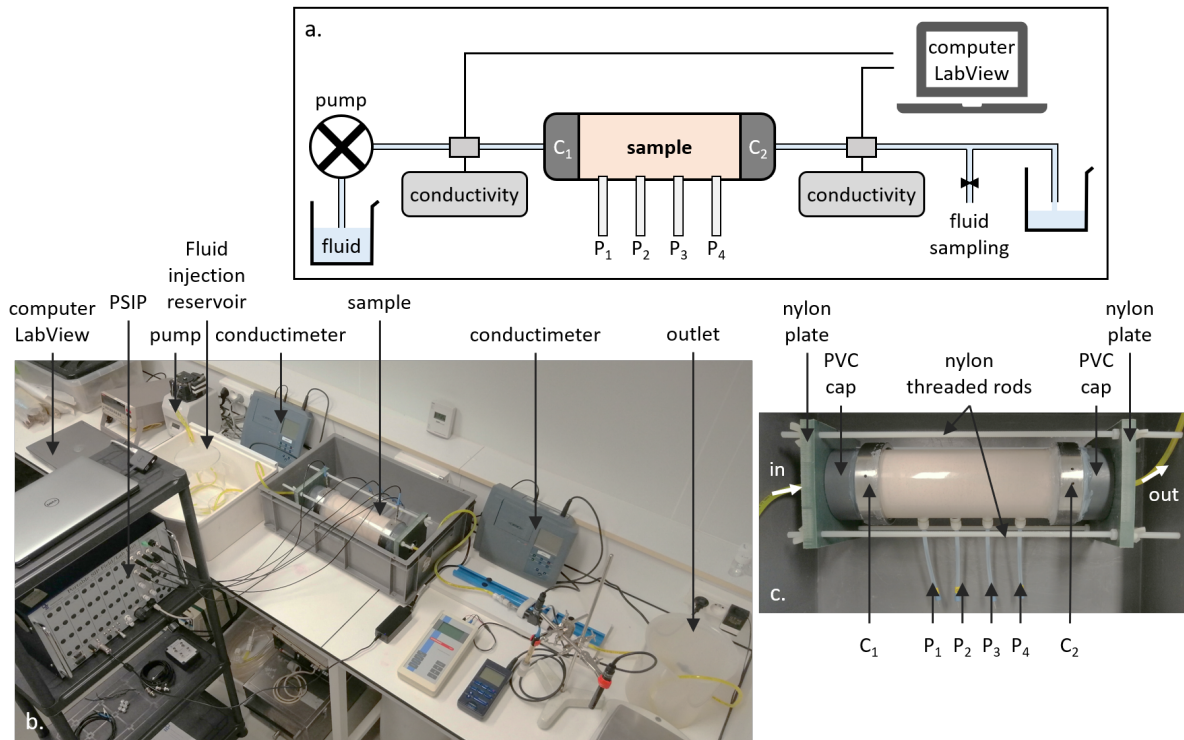 a.
computer
LabView
pump
C1
sample
C2
conductivity
conductivity
fluid
P1
P2
P3
P4
fluid
sampling
computer
LabView
PSIP
Fluid
injection
reservoir
pump
conductimeter
sample
conductimeter
outlet
b.
nylon
plate
PVC
cap
nylon
threaded rods
PVC
cap
nylon
plate
in
out
c.
C1
P1
P2
P3
P4
C2